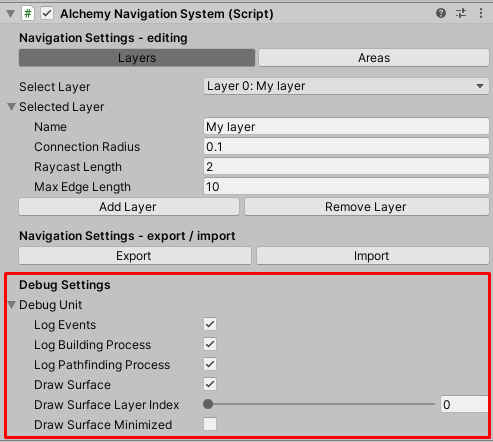 Alchemy Navigation System (Script)
Navigation Settings - editing
Layers Areas
Select Layer Layer 0: My layer
Selected Layer
Name My layer
Connection Radius 0.1
Raycast Length 2
Max Edge Length 10
Add Layer Remove Layer
Navigation Settings - export / import
Export Import
Debug Settings
Debug Unit
Log Events
Log Building Process
Log Pathfinding Process
Draw Surface
Draw Surface Layer Index 0
Draw Surface Minimized